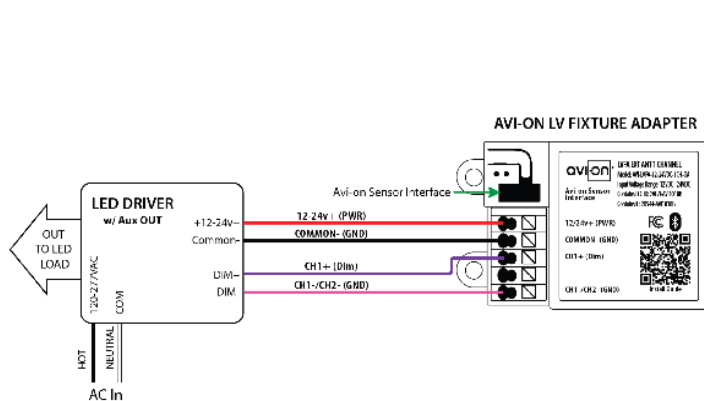 AVI-ON LV FIXTURE ADAPTER
Avi-on Sensor Interface
LED DRIVER
w/ Aux OUT
OUT
TO LED
LOAD
+12-24v-
Common-
DIM-
DIM
120-277VAC
COM
HOT
NEUTRAL
AC In
12-24v+ (PWR)
COMMON- (GND)
CH1+ (Dim)
CH1-/CH2- (GND)
avi-on
Avi-on Sensor
Interface
12/24v+ (PWR)
COMMON (GND)
CH1+ (Dim)
CH1 /CH2 (GND)
FC
Install Guide